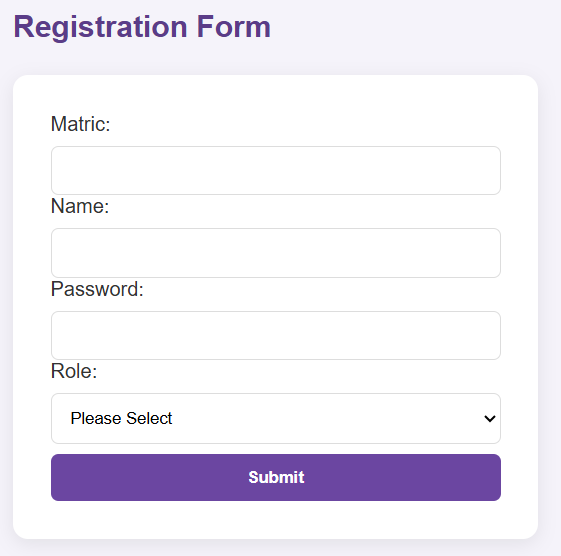 Registration Form
Matric:
Name:
Password:
Role:
Please Select
Submit